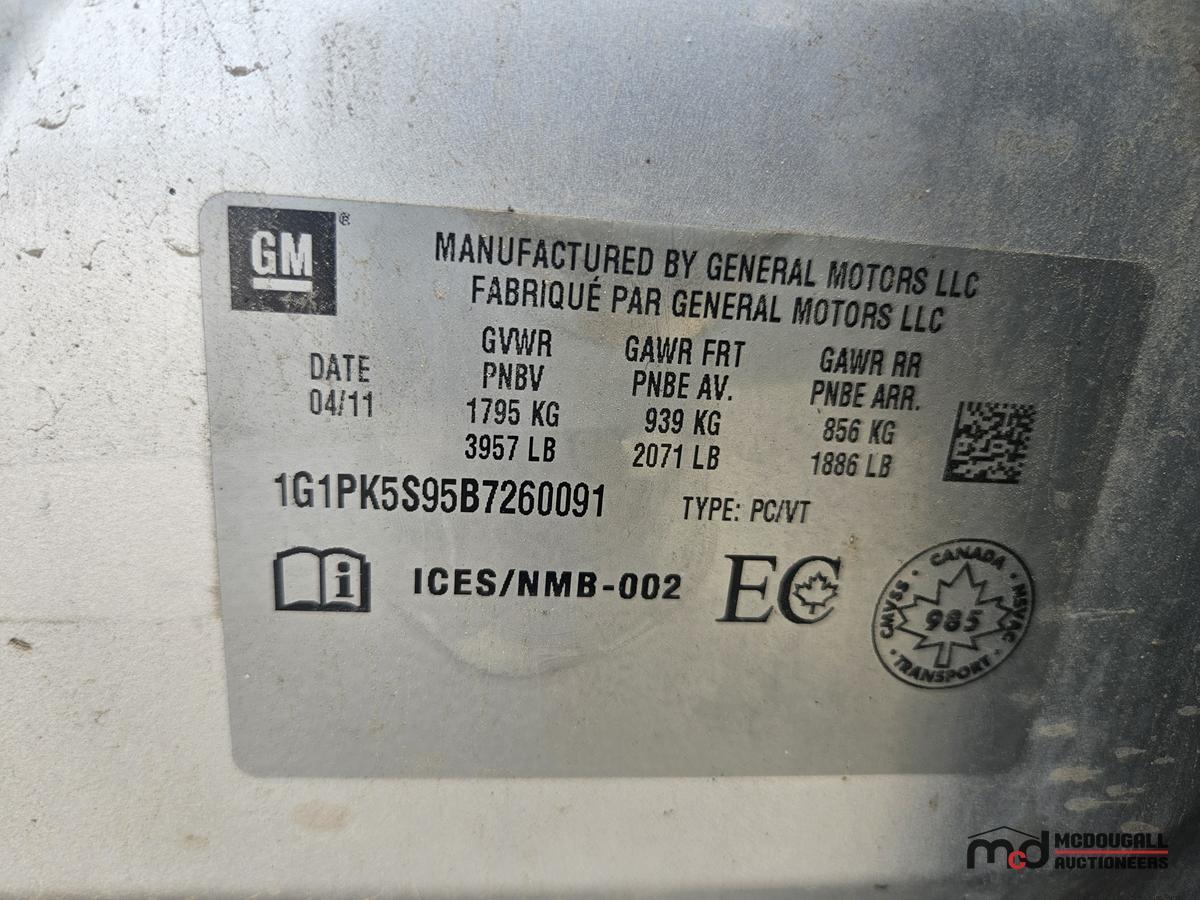 GM ®
MANUFACTURED BY GENERAL MOTORS LLC
FABRIQUÉ PAR GENERAL MOTORS LLC
DATE
04/11
GVWR
PNBV
1795 KG
3957 LB
GAWR FRT
PNBE AV.
939 KG
2071 LB
GAWR RR
PNBE ARR.
856 KG
1886 LB
1G1PK5S95B7260091
TYPE: PC/VT
i
ICES/NMB-002
EC
CANADA
CMVSS · NSVAC
985
· TRANSPORT ·
mcd MCDOUGALL
AUCTIONEERS